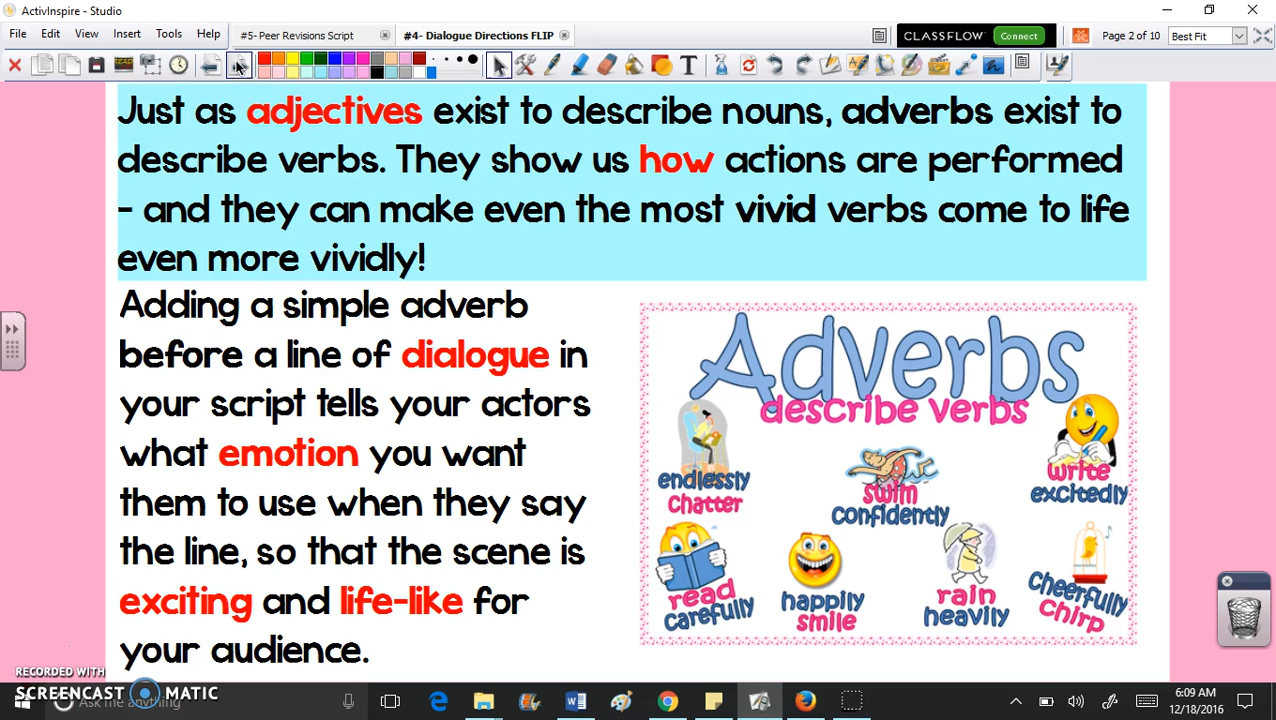 ActivInspire - Studio
File Edit View Insert Tools Help
#5- Peer Revisions Script
#4- Dialogue Directions FLIP
CLASSFLOW Connect
Page 2 of 10
Best Fit
Just as adjectives exist to describe nouns, adverbs exist to
describe verbs. They show us how actions are performed
- and they can make even the most vivid verbs come to life
even more vividly!
Adding a simple adverb
before a line of dialogue in
your script tells your actors
what emotion you want
them to use when they say
the line, so that the scene is
exciting and life-like for
your audience.
Adverbs
describe verbs
endlessly
chatter
swim
confidently
write
excitedly
read
carefully
happily
smile
rain
heavily
cheerfully
chirp
RECORDED WITH
SCREENCAST MATIC
Ask me anything
6:09 AM
12/18/2016